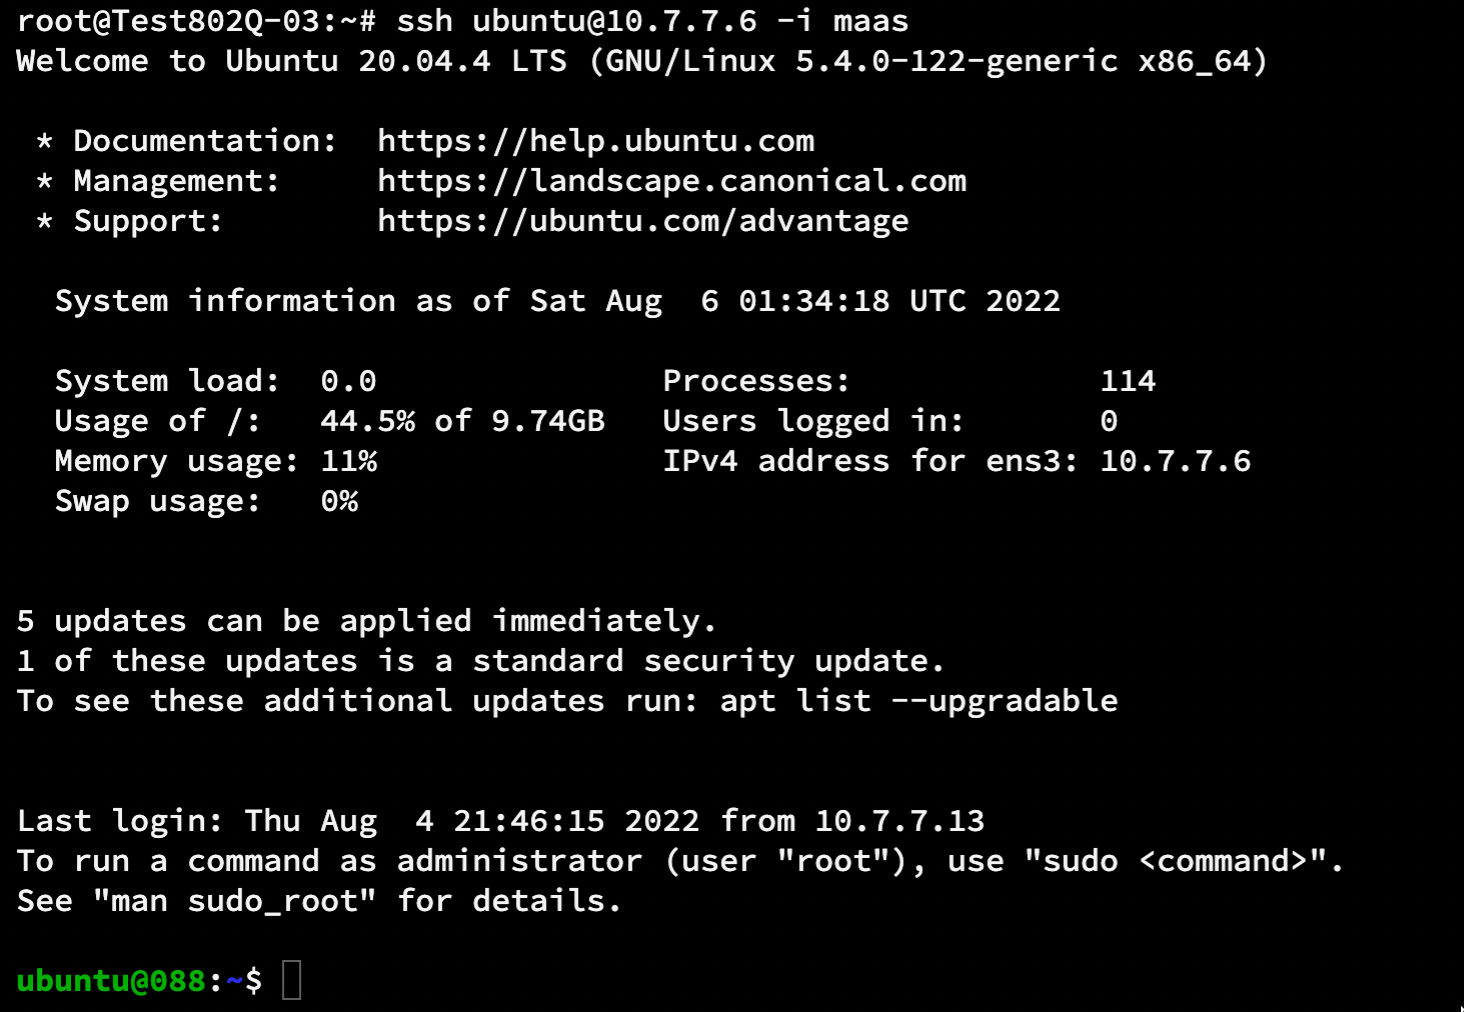 root@Test802Q-03:~# ssh ubuntu@10.7.7.6 -i maas
Welcome to Ubuntu 20.04.4 LTS (GNU/Linux 5.4.0-122-generic x86_64)

 * Documentation:  https://help.ubuntu.com
 * Management:     https://landscape.canonical.com
 * Support:        https://ubuntu.com/advantage

  System information as of Sat Aug  6 01:34:18 UTC 2022

  System load:  0.0               Processes:             114
  Usage of /:   44.5% of 9.74GB   Users logged in:       0
  Memory usage: 11%               IPv4 address for ens3: 10.7.7.6
  Swap usage:   0%


5 updates can be applied immediately.
1 of these updates is a standard security update.
To see these additional updates run: apt list --upgradable


Last login: Thu Aug  4 21:46:15 2022 from 10.7.7.13
To run a command as administrator (user "root"), use "sudo <command>".
See "man sudo_root" for details.

ubuntu@088:~$